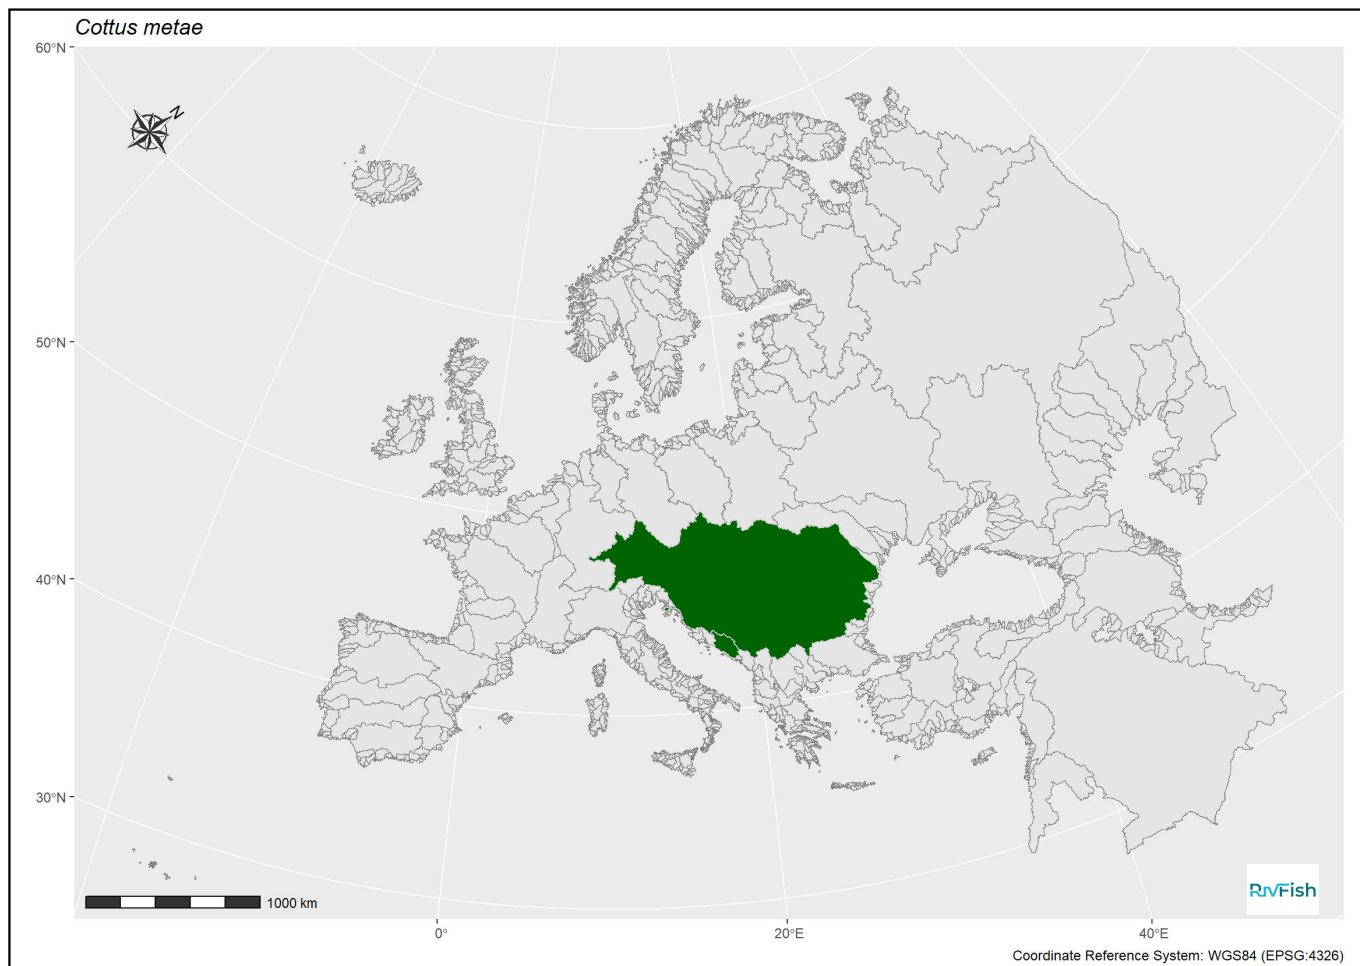 Cottus metae
60°N
N
50°N
40°N
30°N
1000 km
RIVFish
0°
20°E
40°E
Coordinate Reference System: WGS84 (EPSG:4326)